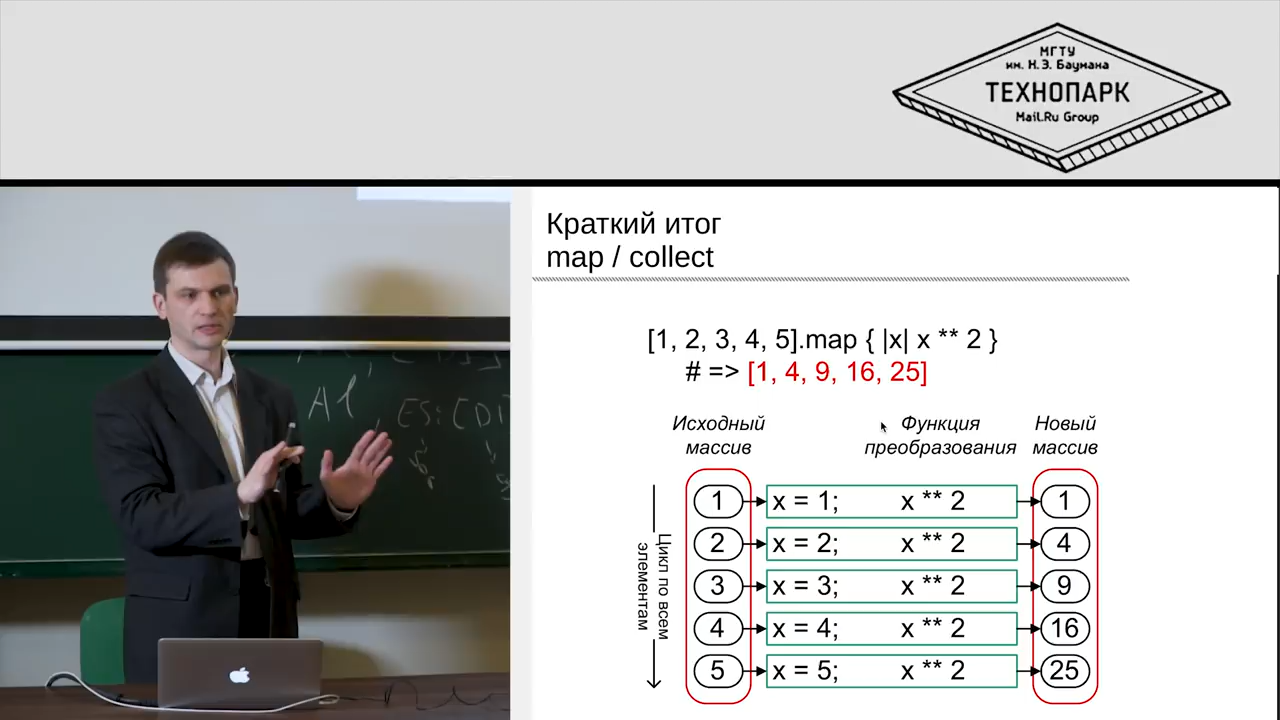 МГТУ
им. Н.Э. Баумана
ТЕХНОПАРК
Mail.Ru Group
Краткий итог
map / collect
[1, 2, 3, 4, 5].map { |x| x ** 2 }
# => [1, 4, 9, 16, 25]
Исходный массив
Функция преобразования
Новый массив
Цикл по всем элементам
1 x = 1; x ** 2 1
2 x = 2; x ** 2 4
3 x = 3; x ** 2 9
4 x = 4; x ** 2 16
5 x = 5; x ** 2 25